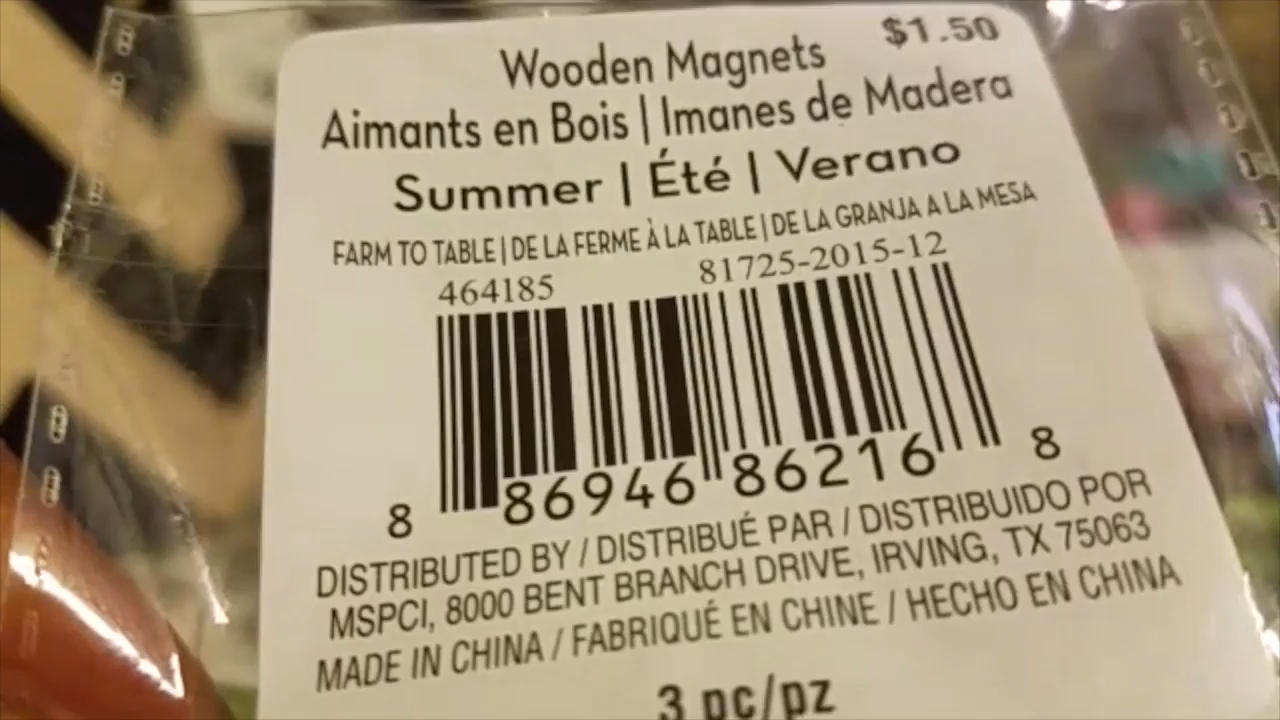 $1.50
Wooden Magnets
Aimants en Bois | Imanes de Madera
Summer | Été | Verano
FARM TO TABLE | DE LA FERME À LA TABLE | DE LA GRANJA A LA MESA
464185 81725-2015-12
8 86946 86216 8
DISTRIBUTED BY / DISTRIBUÉ PAR / DISTRIBUIDO POR
MSPCI, 8000 BENT BRANCH DRIVE, IRVING, TX 75063
MADE IN CHINA / FABRIQUÉ EN CHINE / HECHO EN CHINA
3 pc/pz